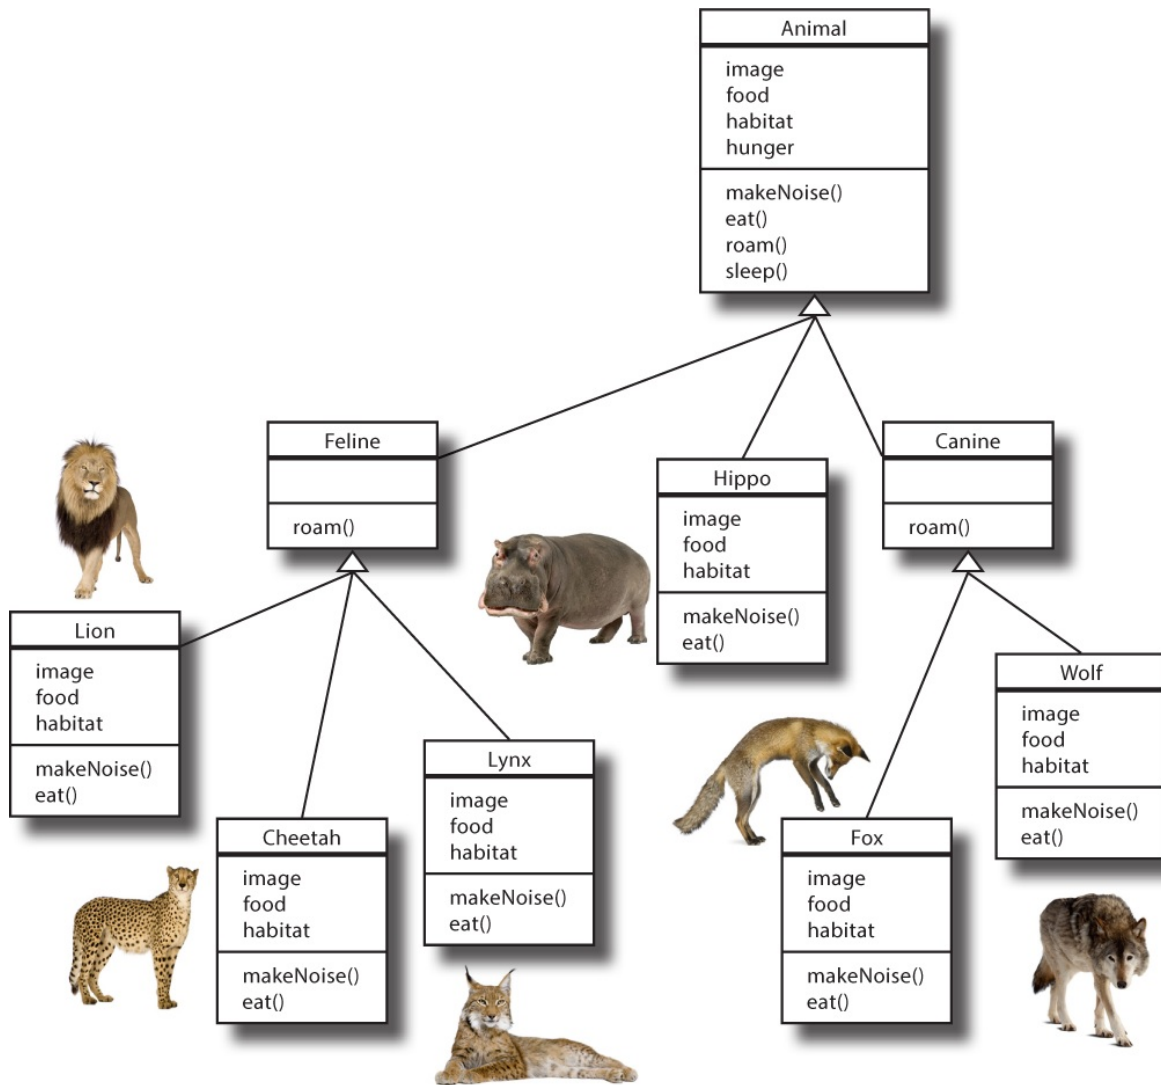 Animal
image
food
habitat
hunger
makeNoise()
eat()
roam()
sleep()
Feline
roam()
Hippo
image
food
habitat
makeNoise()
eat()
Canine
roam()
Lion
image
food
habitat
makeNoise()
eat()
Cheetah
image
food
habitat
makeNoise()
eat()
Lynx
image
food
habitat
makeNoise()
eat()
Fox
image
food
habitat
makeNoise()
eat()
Wolf
image
food
habitat
makeNoise()
eat()